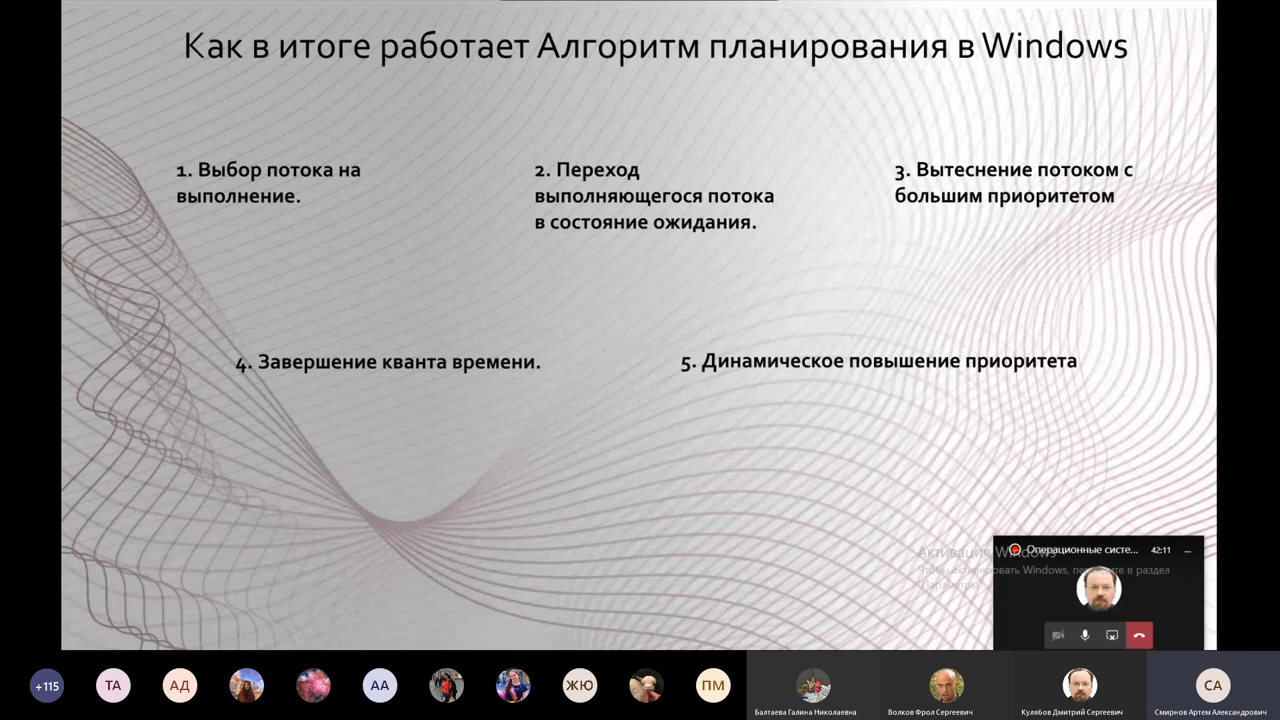 Как в итоге работает Алгоритм планирования в Windows
1. Выбор потока на
выполнение.
2. Переход
выполняющегося потока
в состояние ожидания.
3. Вытеснение потоком с
большим приоритетом
4. Завершение кванта времени.
5. Динамическое повышение приоритета
Активация Windows
Операционные систе... 42:11
+115
ТА
АД
АА
ЖЮ
ПМ
СА
Балтаева Галина Николаевна
Волков Фрол Сергеевич
Кулябов Дмитрий Сергеевич
Смирнов Артем Александрович